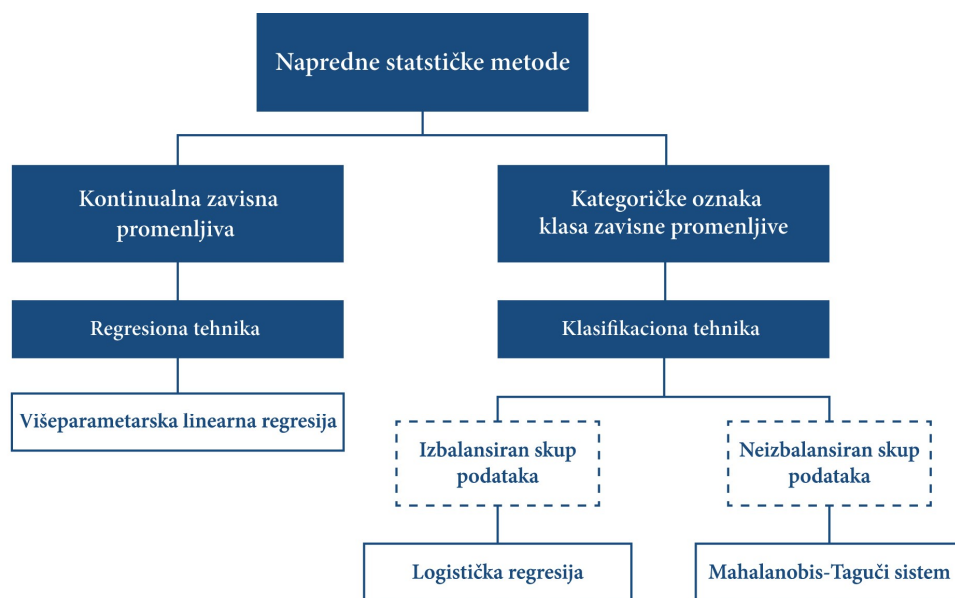 Napredne statstičke metode
Kontinualna zavisna
promenljiva
Kategoričke oznaka
klasa zavisne promenljive
Regresiona tehnika
Klasifikaciona tehnika
Višeparametarska linearna regresija
Izbalansiran skup
podataka
Neizbalansiran skup
podataka
Logistička regresija
Mahalanobis-Taguči sistem